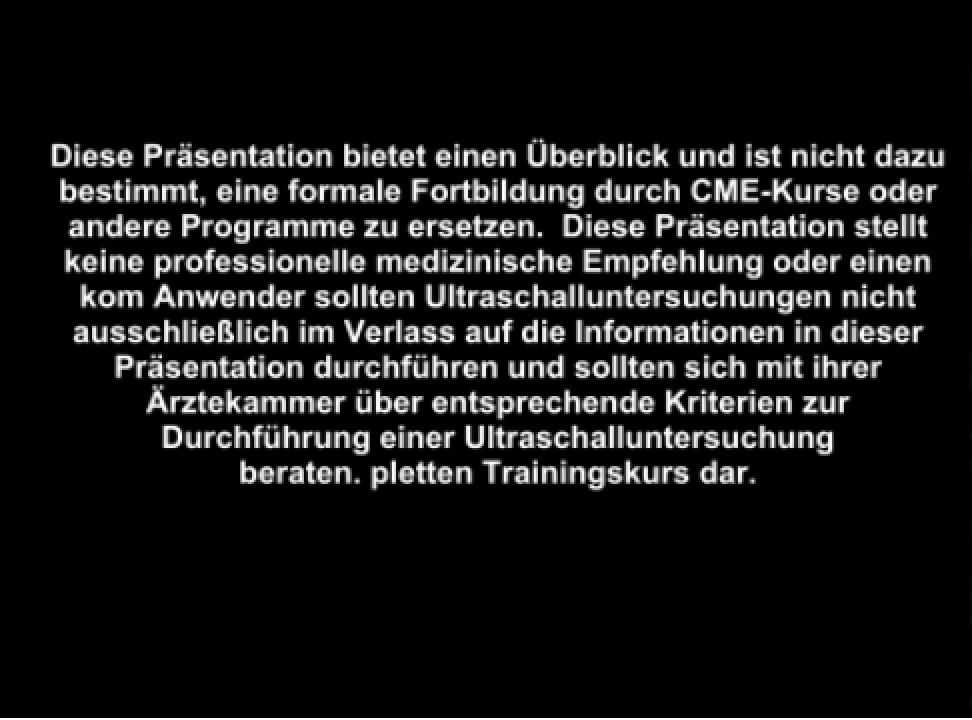 Diese Präsentation bietet einen Überblick und ist nicht dazu
bestimmt, eine formale Fortbildung durch CME-Kurse oder
andere Programme zu ersetzen.  Diese Präsentation stellt
keine professionelle medizinische Empfehlung oder einen
kom Anwender sollten Ultraschalluntersuchungen nicht
ausschließlich im Verlass auf die Informationen in dieser
Präsentation durchführen und sollten sich mit ihrer
Ärztekammer über entsprechende Kriterien zur
Durchführung einer Ultraschalluntersuchung
beraten. pletten Trainingskurs dar.